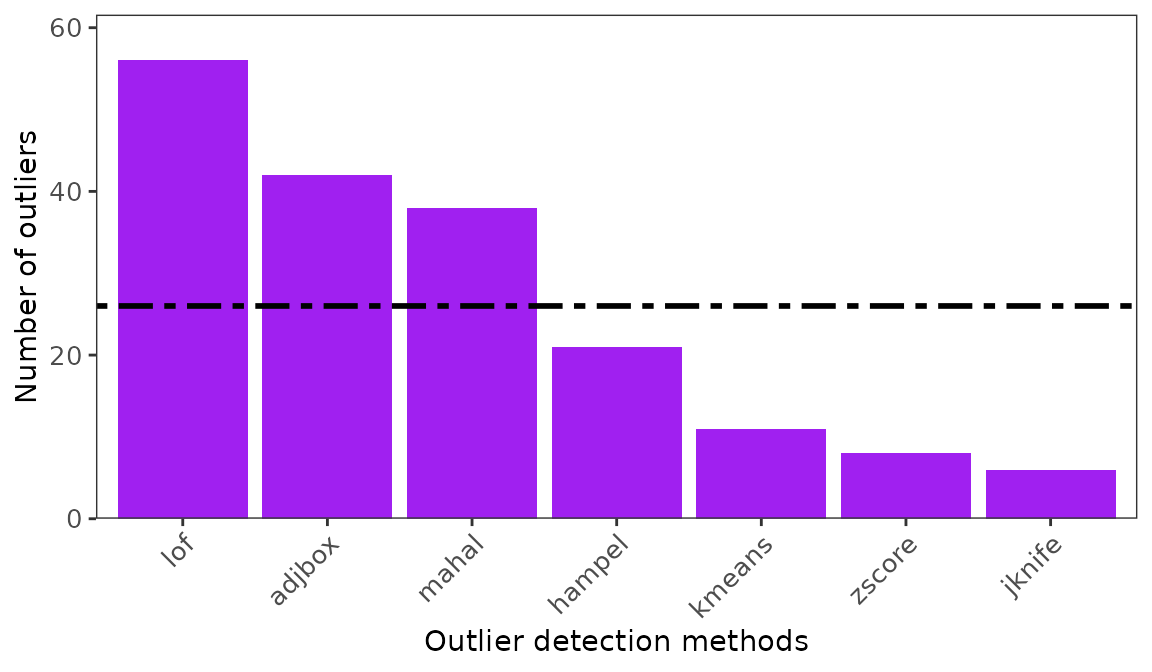 60
40
20
0
Number of outliers
lof
adjbox
mahal
hampel
kmeans
zscore
jknife
Outlier detection methods